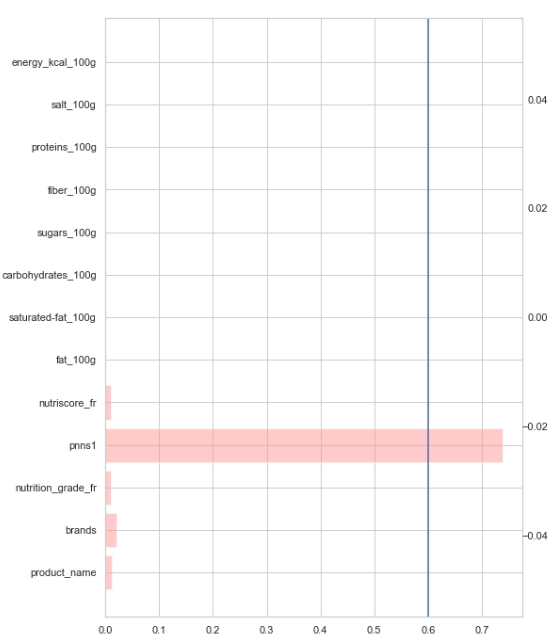 energy_kcal_100g
salt_100g
proteins_100g
fiber_100g
sugars_100g
carbohydrates_100g
saturated-fat_100g
fat_100g
nutriscore_fr
pnns1
nutrition_grade_fr
brands
product_name
0.04
0.02
0.00
−0.02
−0.04
0.0 0.1 0.2 0.3 0.4 0.5 0.6 0.7